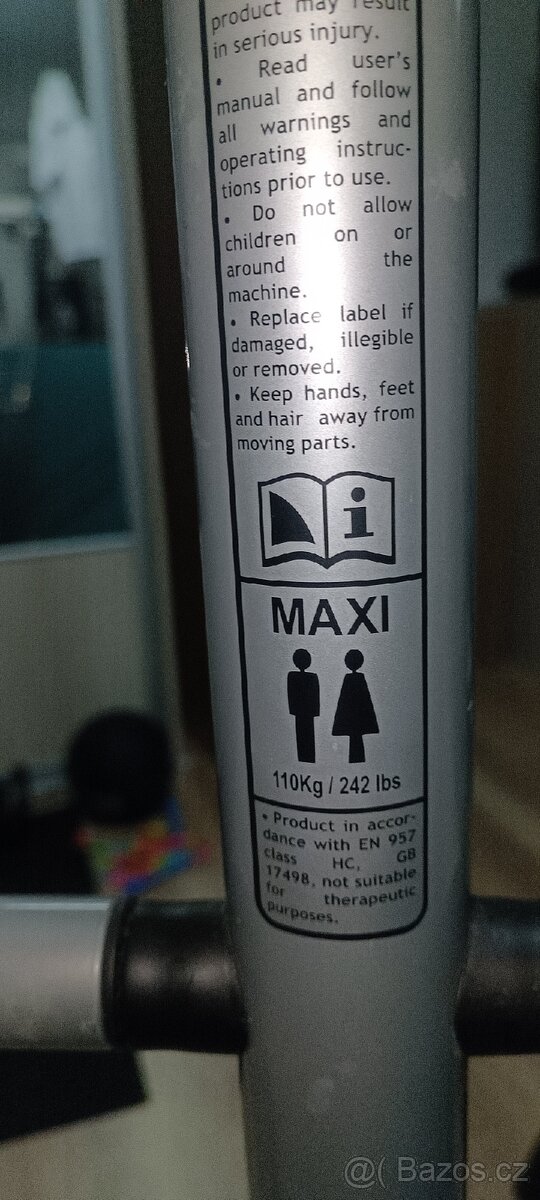 product may result
in serious injury.
• Read user's
manual and follow
all warnings and
operating instruc-
tions prior to use.
• Do not allow
children on or
around the
machine.
• Replace label if
damaged, illegible
or removed.
• Keep hands, feet
and hair away from
moving parts.
i
MAXI
110Kg / 242 lbs
• Product in accor-
dance with EN 957
class HC, GB
17498, not suitable
for therapeutic
purposes.
@( Bazos.cz